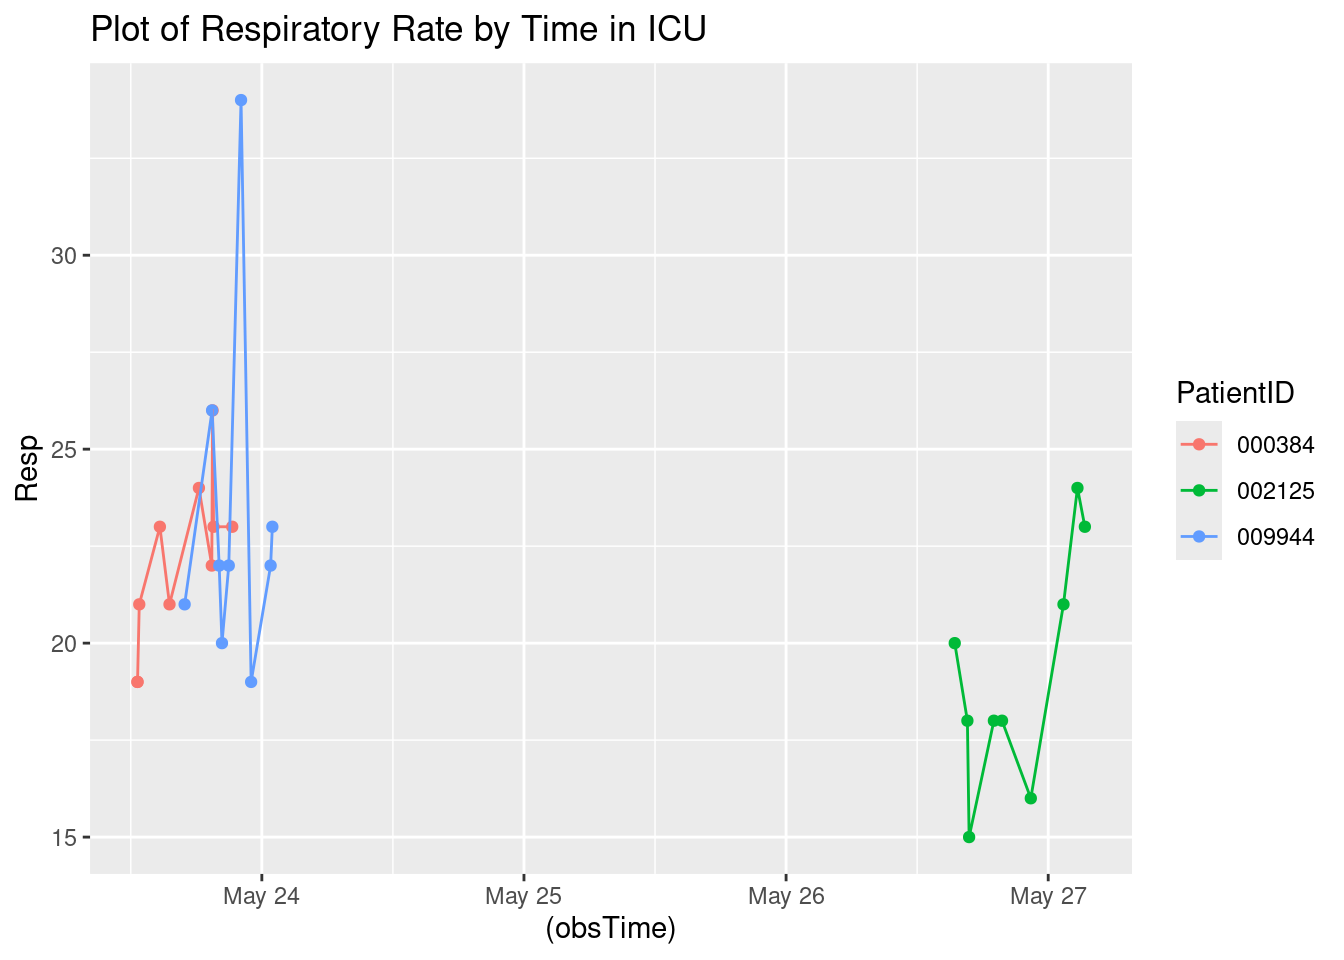 Plot of Respiratory Rate by Time in ICU
30
25
20
15
Resp
May 24
May 25
May 26
May 27
(obsTime)
PatientID
000384
002125
009944